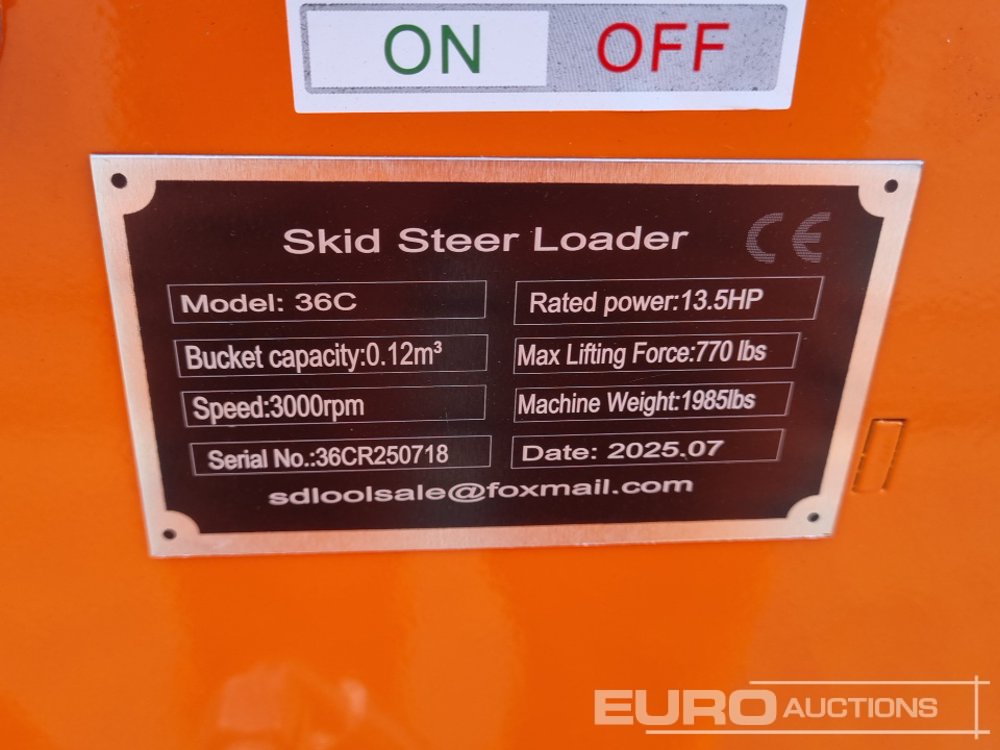 ON OFF
Skid Steer Loader CE
Model: 36C
Rated power:13.5HP
Bucket capacity:0.12m³
Max Lifting Force:770 lbs
Speed:3000rpm
Machine Weight:1985lbs
Serial No.:36CR250718
Date: 2025.07
sdloolsale@foxmail.com
EURO AUCTIONS